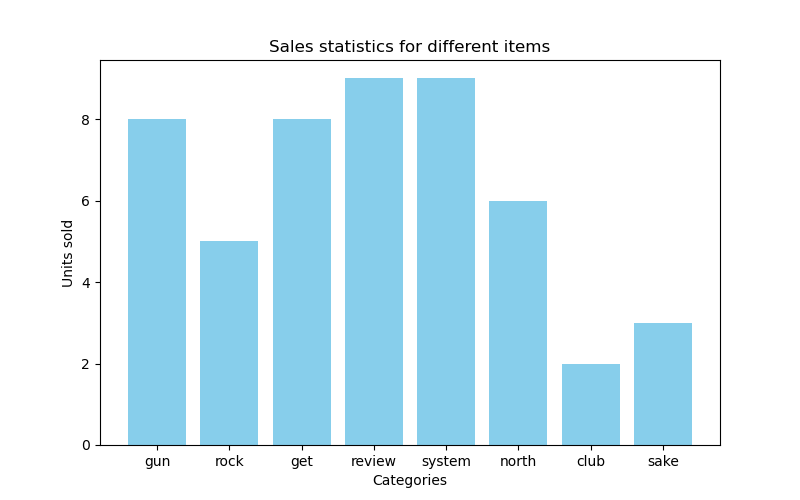 Sales statistics for different items
8
6
4
2
0
Units sold
gun rock get review system north club sake
Categories